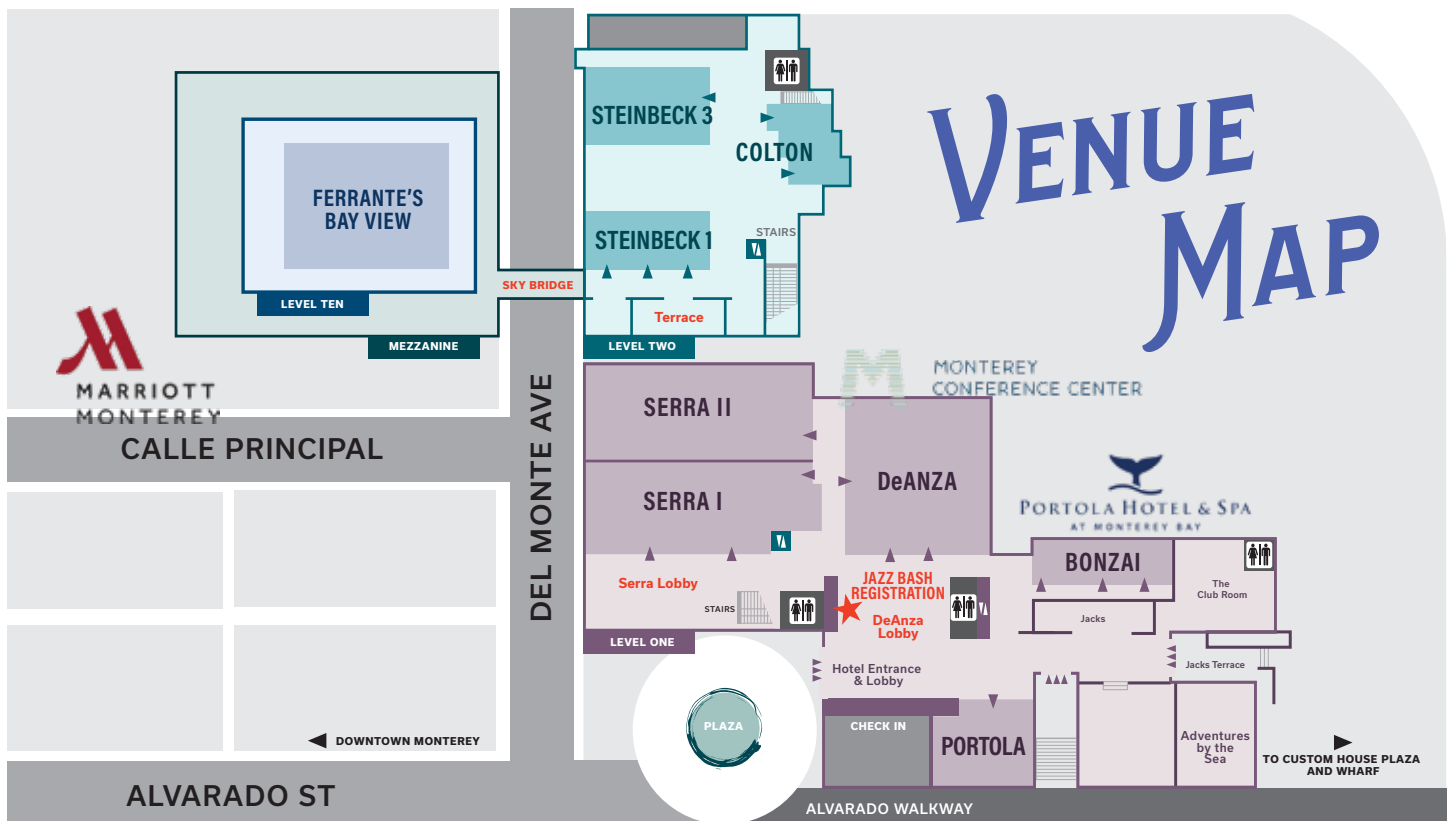 VENUE
MAP
STEINBECK 3
COLTON
FERRANTE'S
BAY VIEW
LEVEL TEN
MEZZANINE
SKY BRIDGE
STEINBECK 1
STAIRS
Terrace
LEVEL TWO
MARRIOTT
MONTEREY
MONTEREY
CONFERENCE CENTER
CALLE PRINCIPAL
DEL MONTE AVE
SERRA II
SERRA I
DeANZA
PORTOLA HOTEL & SPA
AT MONTEREY BAY
BONZAI
The
Club Room
Jacks
Jacks Terrace
Serra Lobby
STAIRS
JAZZ BASH
REGISTRATION
DeAnza
Lobby
LEVEL ONE
Hotel Entrance
& Lobby
CHECK IN
PORTOLA
Adventures
by the
Sea
PLAZA
DOWNTOWN MONTEREY
TO CUSTOM HOUSE PLAZA
AND WHARF
ALVARADO ST
ALVARADO WALKWAY